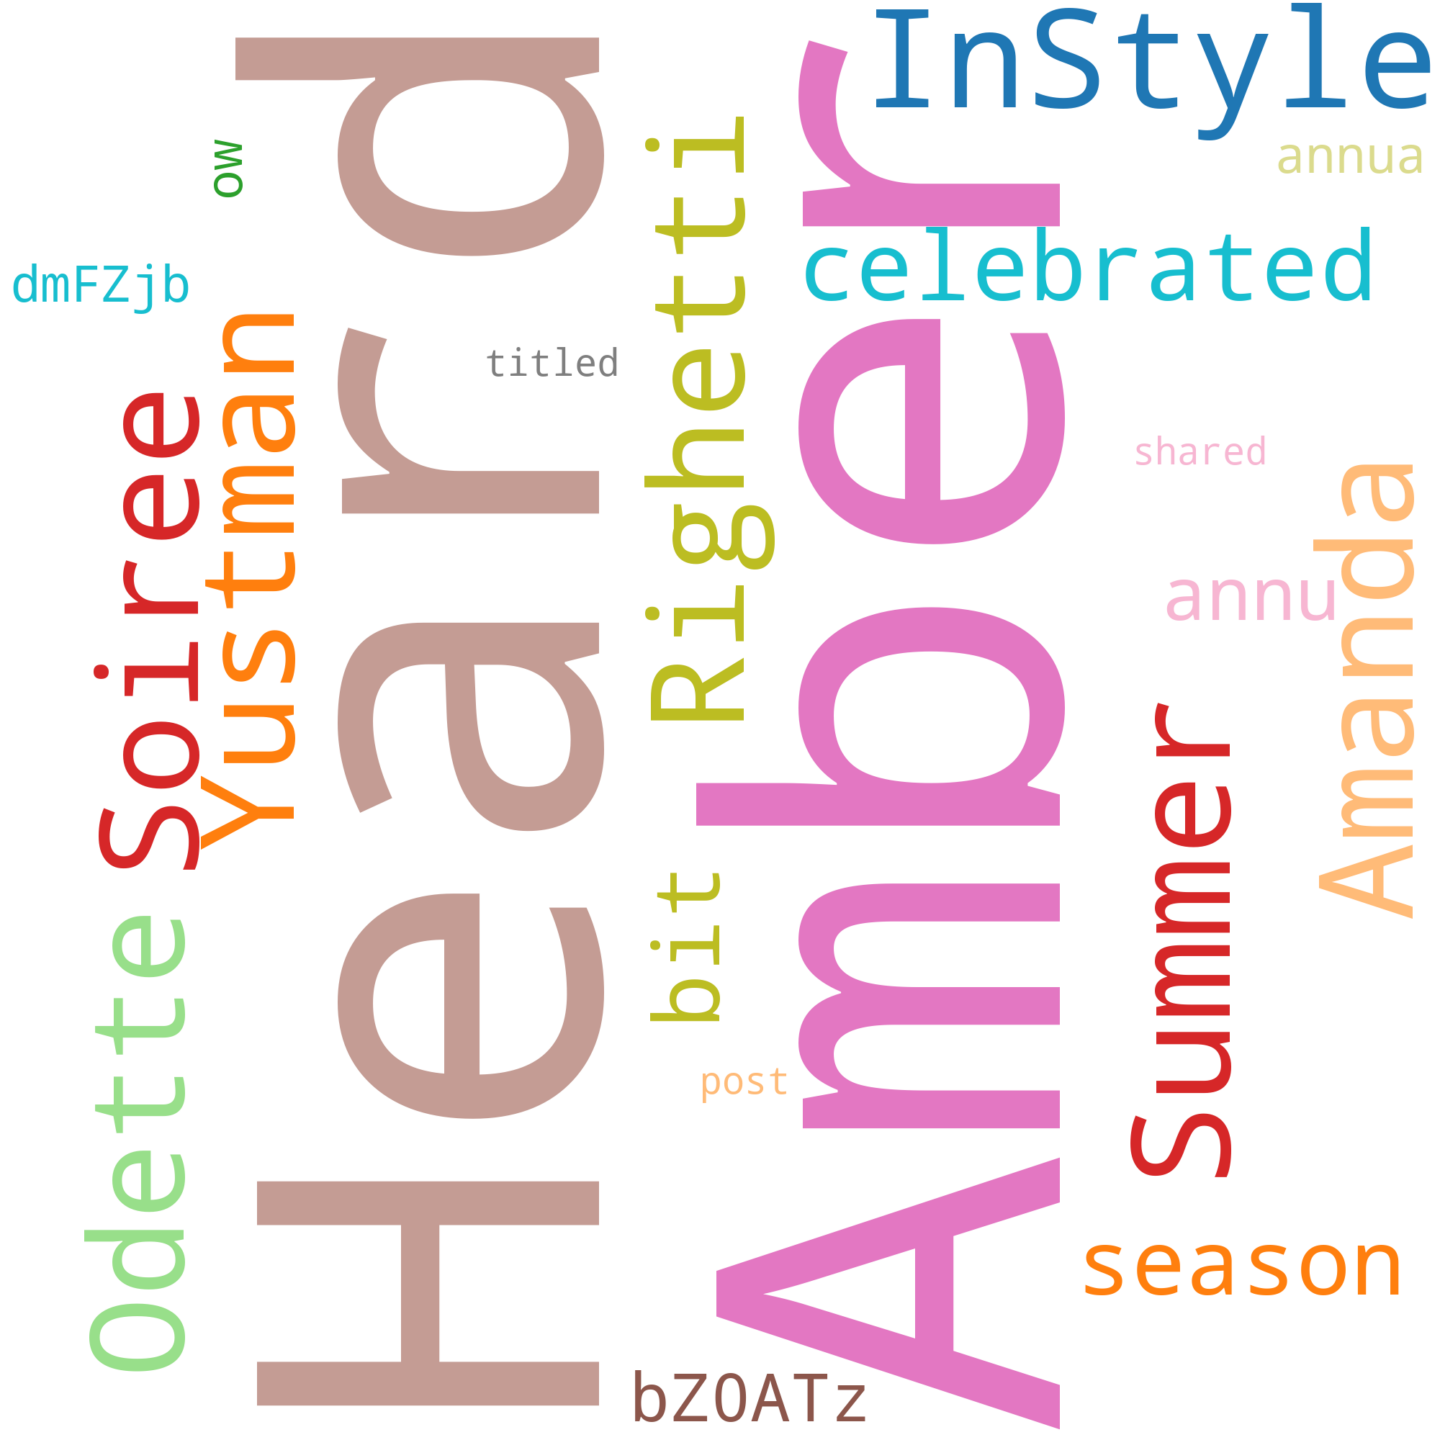 InStyle
annua
ow
celebrated
dmFZjb
titled
Righetti
Heard
Amber
Yustman
Soiree
shared
annu
Amanda
Summer
bit
post
Odette
season
bZOATz